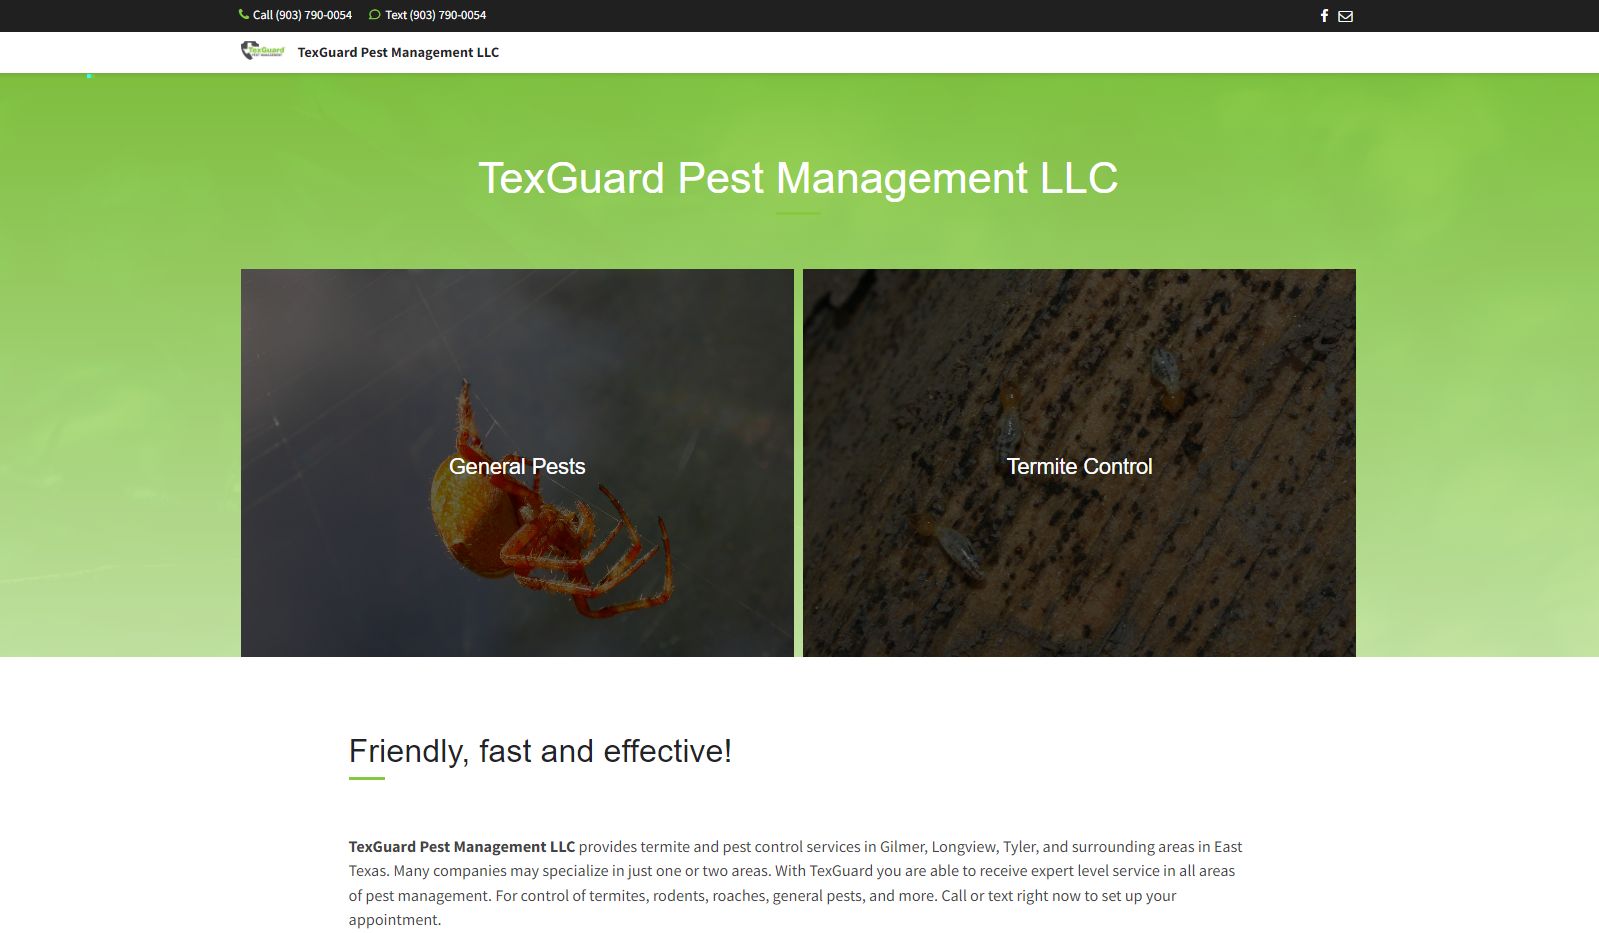 Call (903) 790-0054 Text (903) 790-0054
TexGuard
PEST MANAGEMENT
TexGuard Pest Management LLC
TexGuard Pest Management LLC
General Pests
Termite Control
Friendly, fast and effective!
TexGuard Pest Management LLC provides termite and pest control services in Gilmer, Longview, Tyler, and surrounding areas in East
Texas. Many companies may specialize in just one or two areas. With TexGuard you are able to receive expert level service in all areas
of pest management. For control of termites, rodents, roaches, general pests, and more. Call or text right now to set up your
appointment.